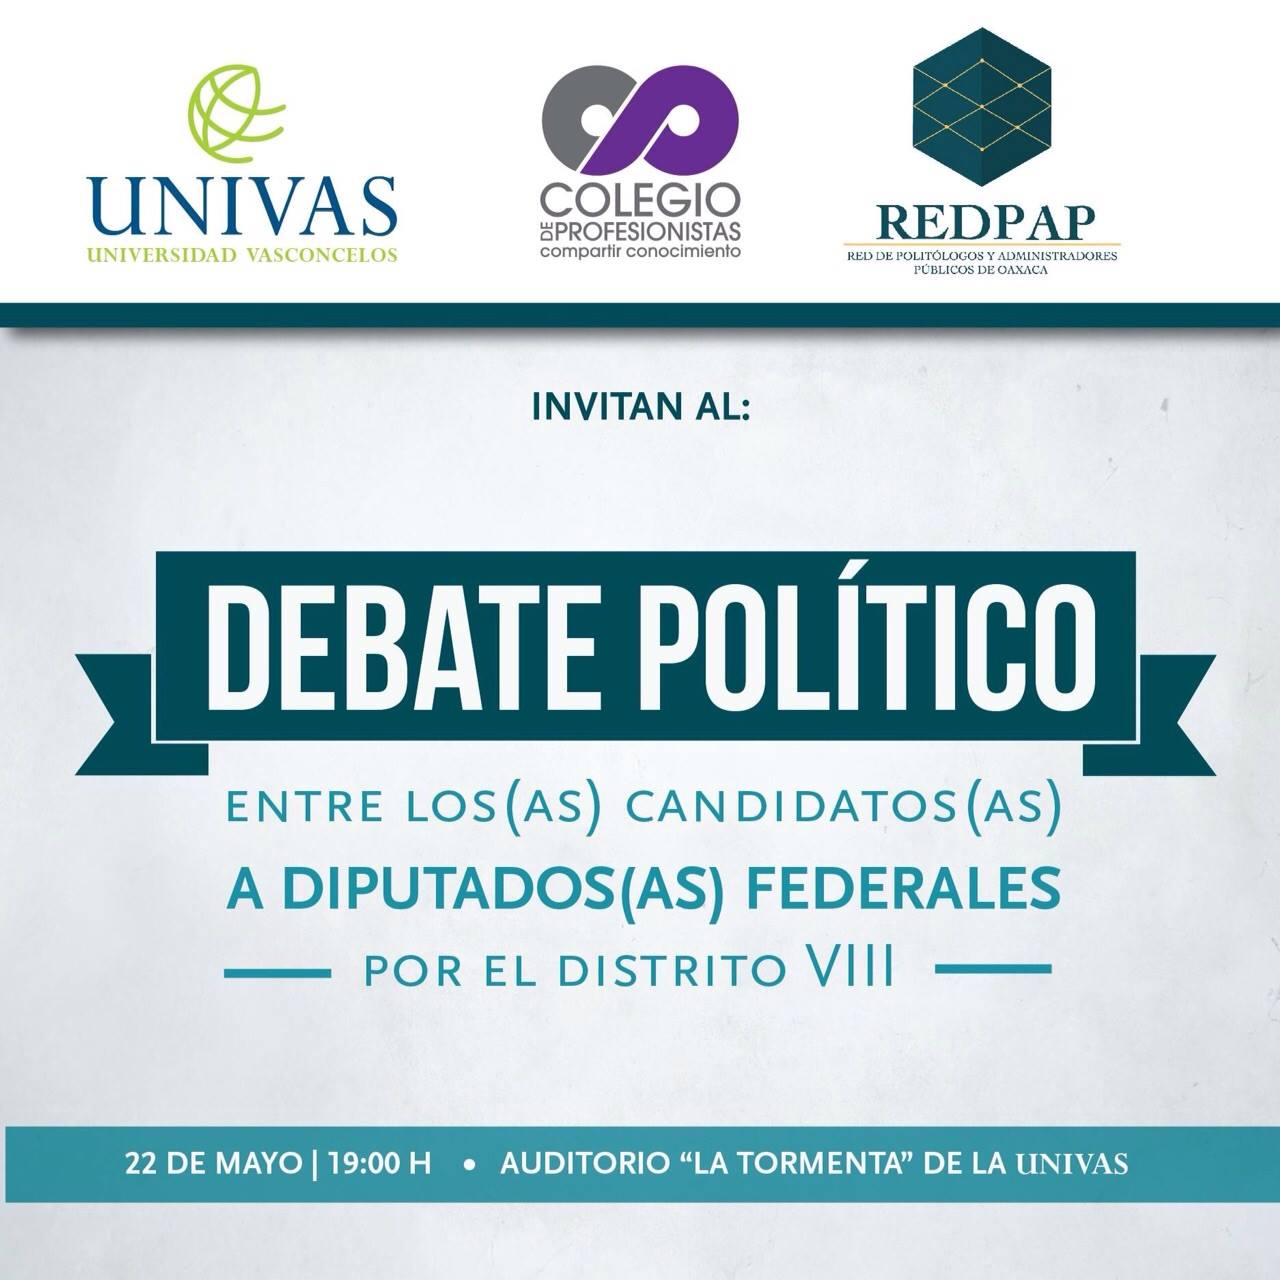 UNIVAS
UNIVERSIDAD VASCONCELOS
COLEGIO
DE PROFESIONISTAS
compartir conocimiento
REDPAP
RED DE POLITÓLOGOS Y ADMINISTRADORES
PÚBLICOS DE OAXACA
INVITAN AL:
DEBATE POLÍTICO
ENTRE LOS(AS) CANDIDATOS(AS)
A DIPUTADOS(AS) FEDERALES
POR EL DISTRITO VIII
22 DE MAYO | 19:00 H • AUDITORIO “LA TORMENTA” DE LA UNIVAS